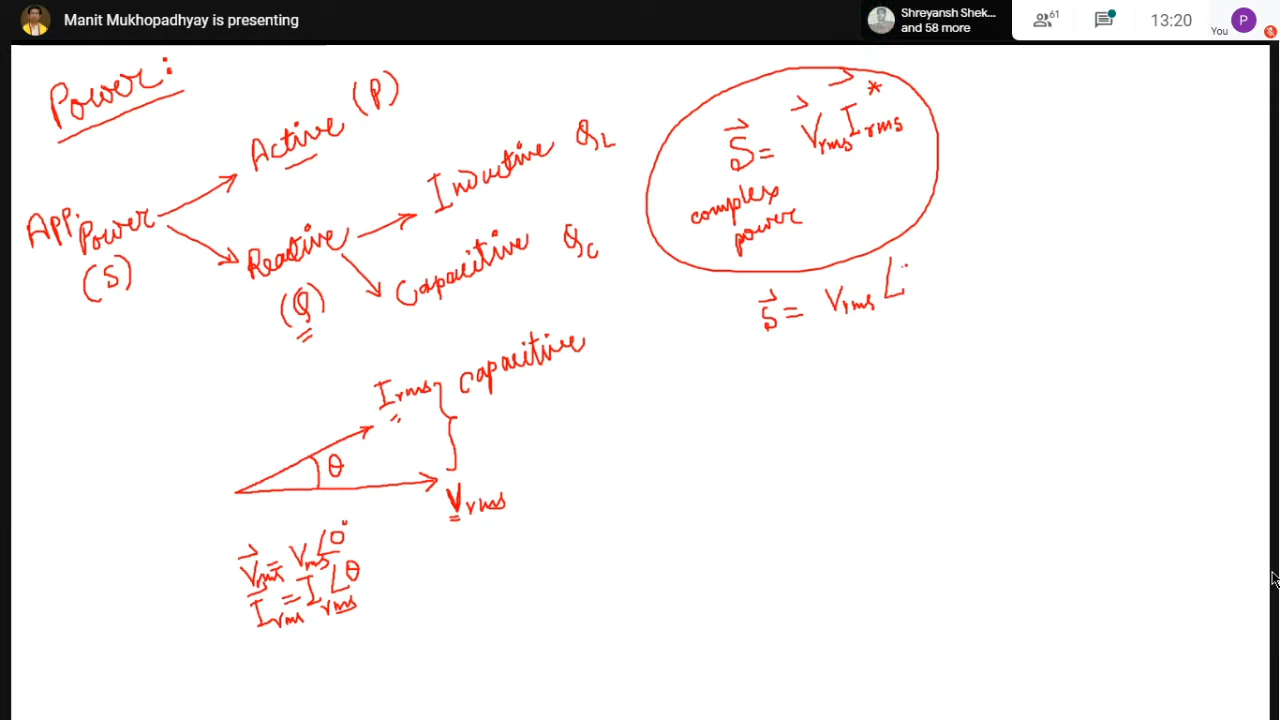 Manit Mukhopadhyay is presenting
Shreyansh Shek...
and 58 more
61
13:20
You
P
Power:
Active (P)
App. Power
(S)
Reactive
(Q)
Inductive QL
Capacitive QC
S = Vrms I*rms
complex
power
S = Vrms ∠
Irms
capacitive
θ
Vrms
Vrms = Vrms ∠0°
Irms = Irms ∠θ